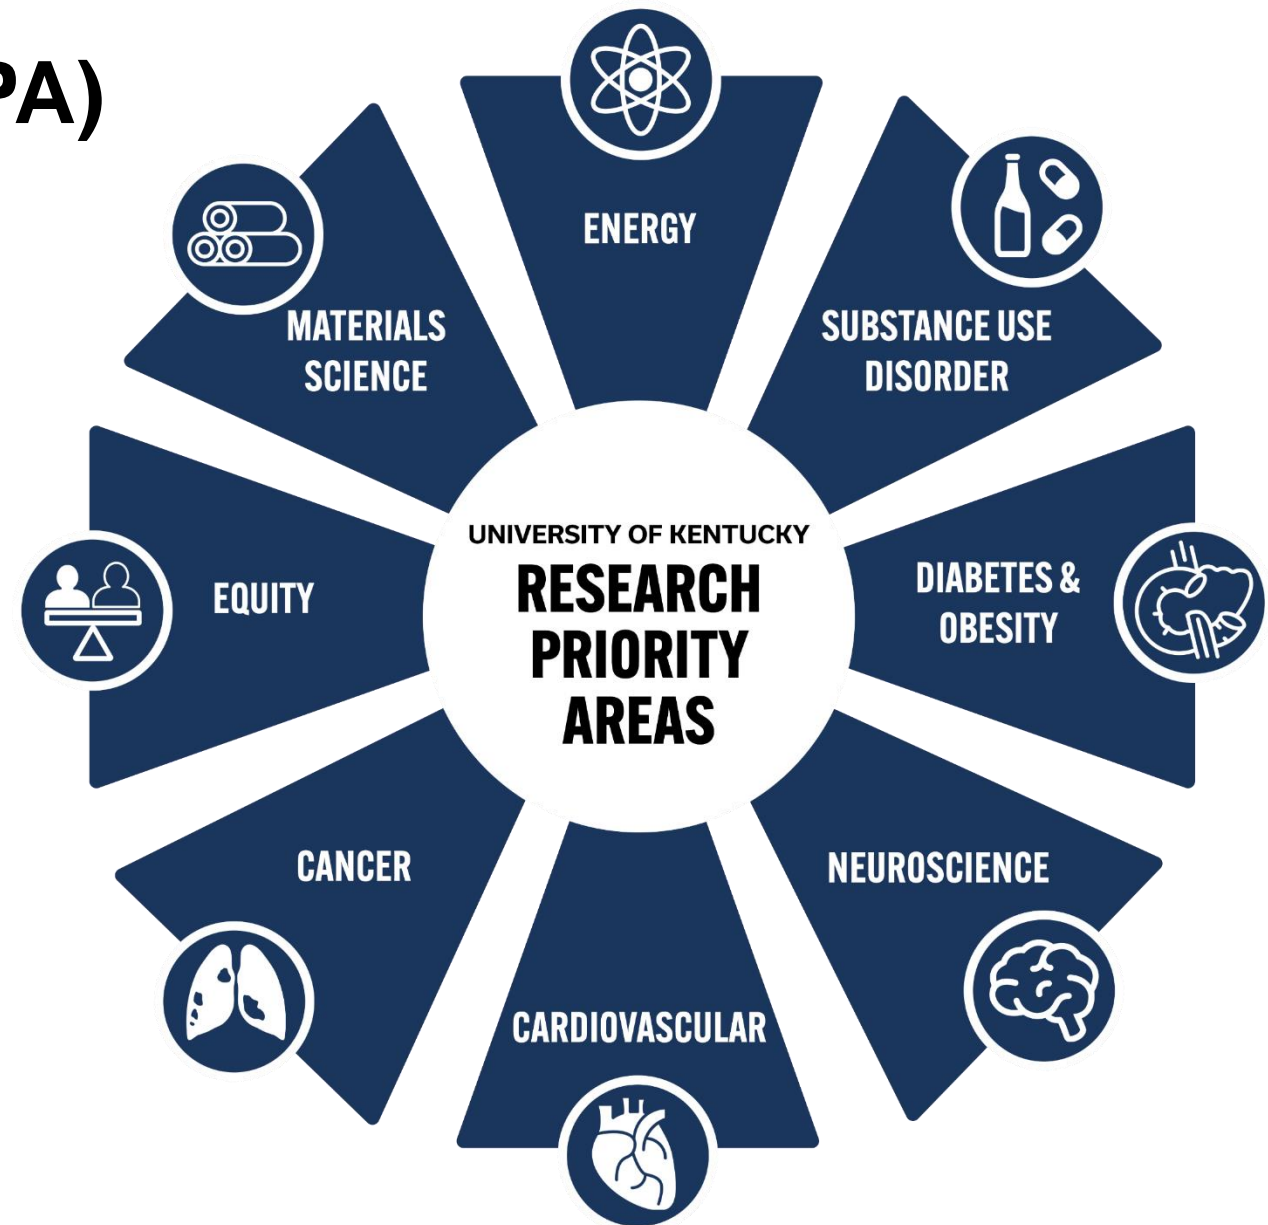 PA)
ENERGY
SUBSTANCE USE
DISORDER
DIABETES &
OBESITY
NEUROSCIENCE
CARDIOVASCULAR
CANCER
EQUITY
MATERIALS
SCIENCE
UNIVERSITY OF KENTUCKY
RESEARCH
PRIORITY
AREAS